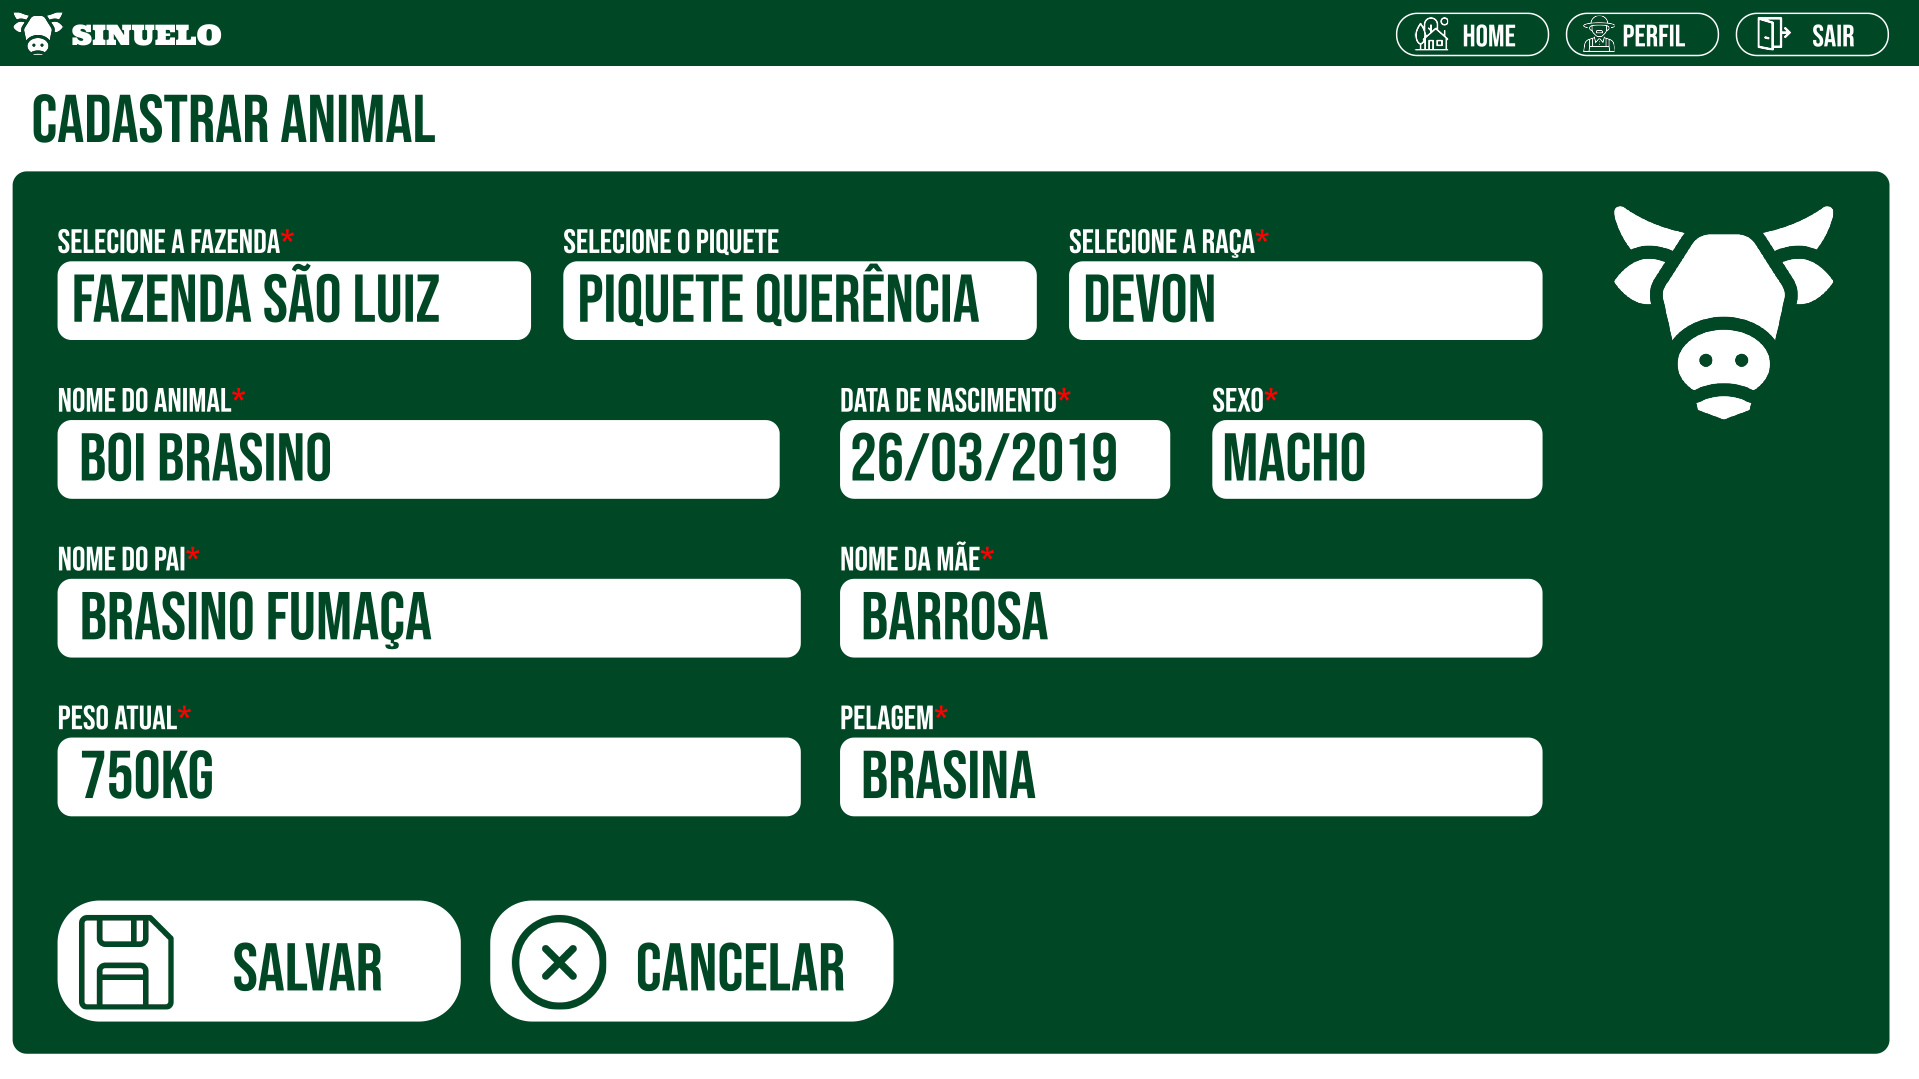 SINUELO
HOME
PERFIL
SAIR
CADASTRAR ANIMAL
SELECIONE A FAZENDA*
SELECIONE O PIQUETE
SELECIONE A RAÇA*
FAZENDA SÃO LUIZ
PIQUETE QUERÊNCIA
DEVON
NOME DO ANIMAL*
DATA DE NASCIMENTO*
SEXO*
BOI BRASINO
26/03/2019
MACHO
NOME DO PAI*
NOME DA MÃE*
BRASINO FUMAÇA
BARROSA
PESO ATUAL*
PELAGEM*
750KG
BRASINA
SALVAR
CANCELAR